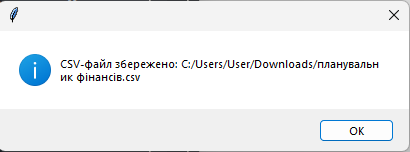 CSV-файл збережено: C:/Users/User/Downloads/планувальн
ик фінансів.csv
OK